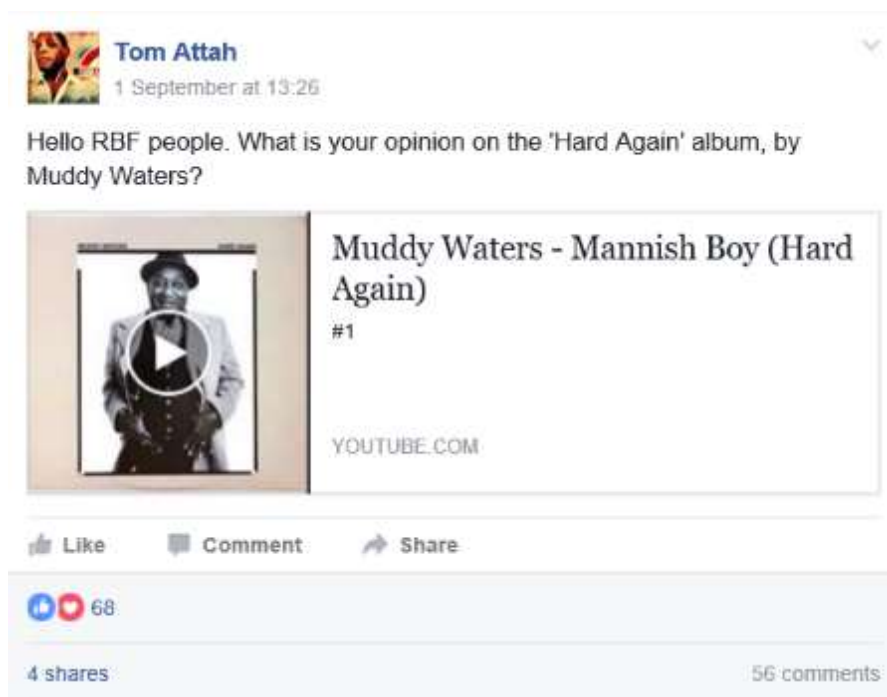 Tom Attah
1 September at 13:26
Hello RBF people. What is your opinion on the 'Hard Again' album, by
Muddy Waters?
Muddy Waters - Mannish Boy (Hard
Again)
#1
YOUTUBE.COM
Like Comment Share
68
4 shares 56 comments